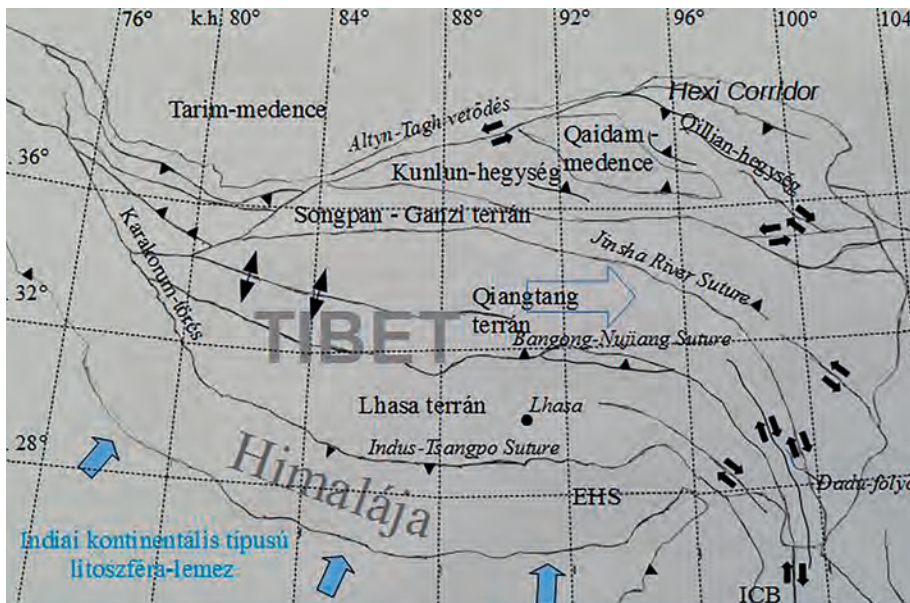 76° k.h. 80° 84° 88° 92° 96° 100° 104
Hexi Corridor
Tarim-medence
Altyn-Tagh vetődés
Qilian-hegység
Qaidam-
medence
36°
Kunlun-hegység
Songpan - Ganzi terrán
Karakorum-törés
Jinsha River Suture
32°
Qiangtang
terrán
TIBET
Bangong-Nujiang Suture
Lhasa terrán
Lhasa
28°
Indus-Tsangpo Suture
Himalája
Dadu-folyó
EHS
Indiai kontinentális típusú
litoszféra-lemez
ICB